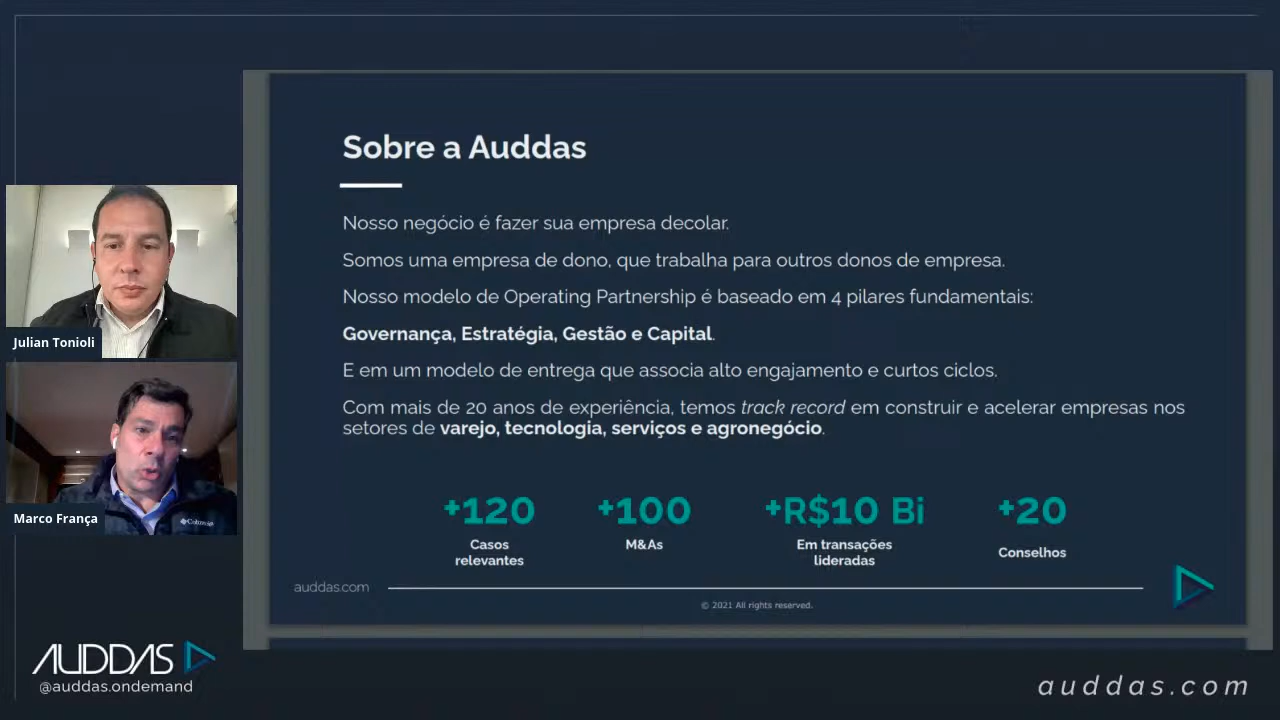 Sobre a Auddas
Nosso negócio é fazer sua empresa decolar.
Somos uma empresa de dono, que trabalha para outros donos de empresa.
Nosso modelo de Operating Partnership é baseado em 4 pilares fundamentais:
Governança, Estratégia, Gestão e Capital.
E em um modelo de entrega que associa alto engajamento e curtos ciclos.
Com mais de 20 anos de experiência, temos track record em construir e acelerar empresas nos
setores de varejo, tecnologia, serviços e agronegócio.
+120
Casos
relevantes
+100
M&As
+R$10 Bi
Em transações
lideradas
+20
Conselhos
auddas.com
© 2021 All rights reserved.
Julian Tonioli
Marco França
Columbia
AUDDAS
@auddas.ondemand
auddas.com